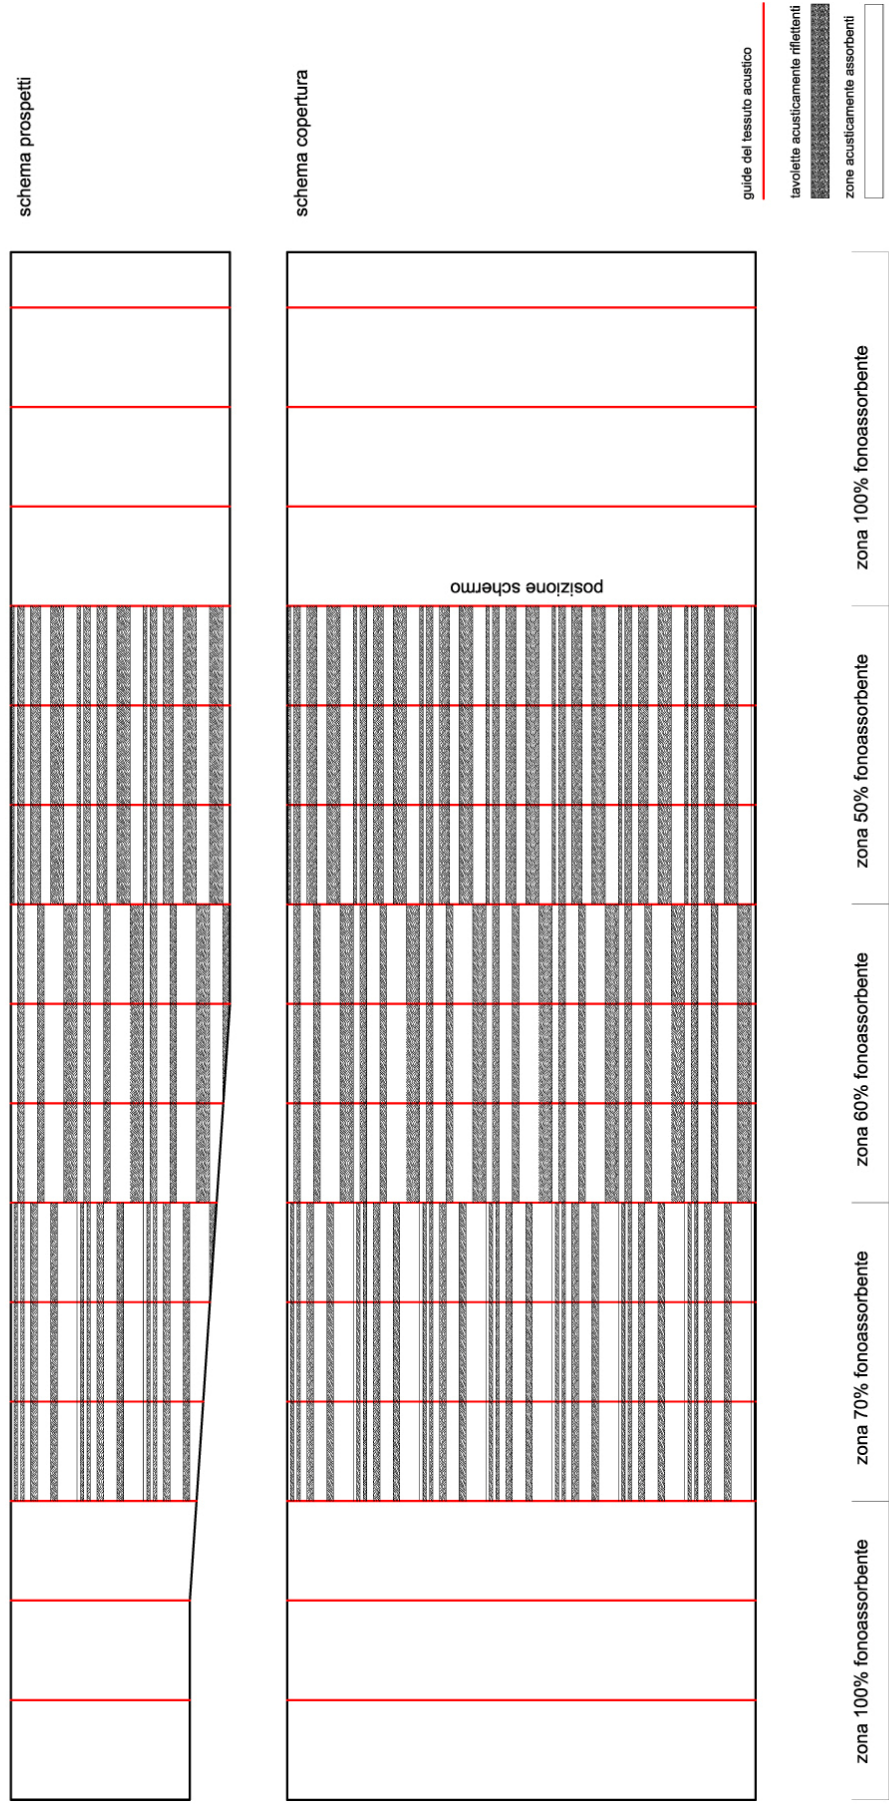 schema prospetti
schema copertura
guide del tessuto acustico
tavolette acusticamente riflettenti
zone acusticamente assorbenti
posizione schermo
zona 100% fonoassorbente
zona 70% fonoassorbente
zona 60% fonoassorbente
zona 50% fonoassorbente
zona 100% fonoassorbente